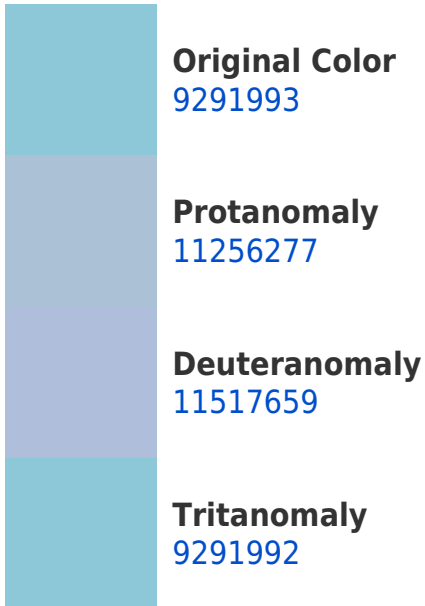 Original Color
9291993
Protanomaly
11256277
Deuteranomaly
11517659
Tritanomaly
9291992